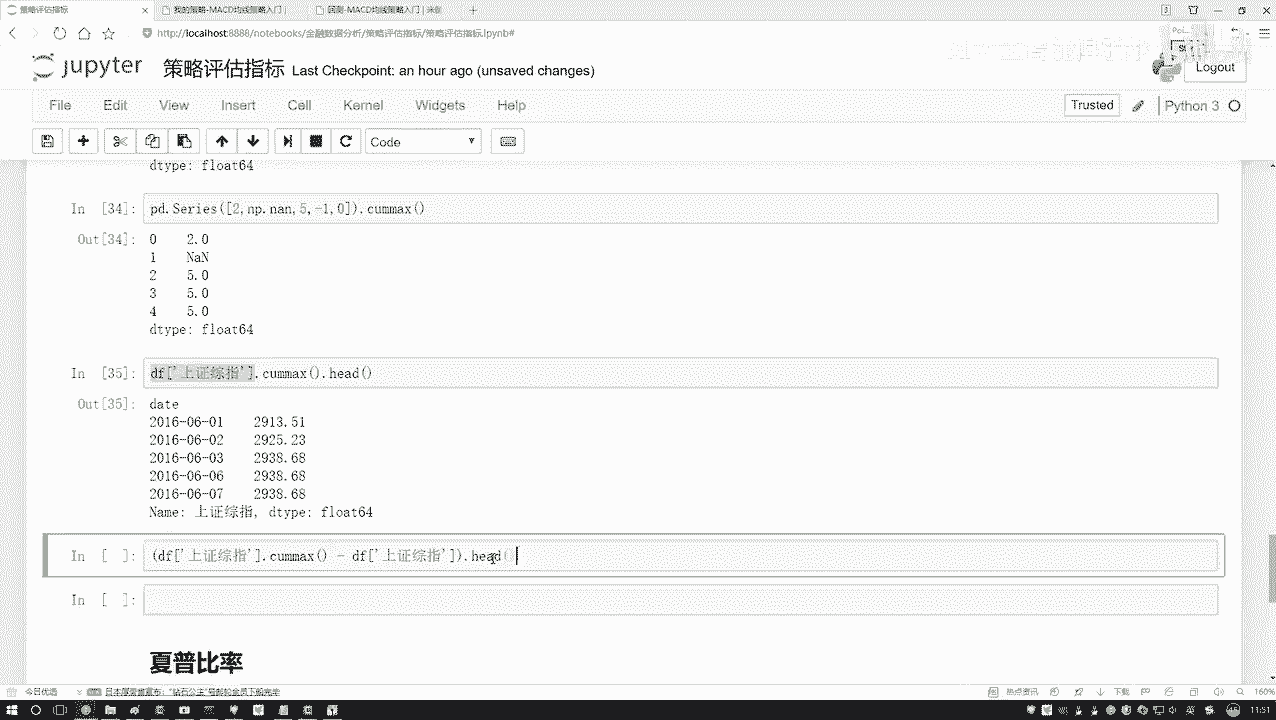 策略评估指标
我的策略-MACD均线策略入门
回测-MACD均线策略入门
http://localhost:8888/notebooks/金融数据分析/策略评估指标/策略评估指标.ipynb#
jupyter 策略评估指标 Last Checkpoint: an hour ago (unsaved changes)
Logout
File Edit View Insert Cell Kernel Widgets Help
Trusted Python 3
Code
dtype: float64
In [34]: pd.Series([2,np.nan,5,-1,0]).cummax()
Out[34]: 0 2.0
1 NaN
2 5.0
3 5.0
4 5.0
dtype: float64
In [35]: df['上证综指'].cummax().head()
Out[35]: date
2016-06-01 2913.51
2016-06-02 2925.23
2016-06-03 2938.68
2016-06-06 2938.68
2016-06-07 2938.68
Name: 上证综指, dtype: float64
In [ ]: (df['上证综指'].cummax() - df['上证综指']).head()
In [ ]:
夏普比率
今日优选
热点资讯
下载
160%
11:31